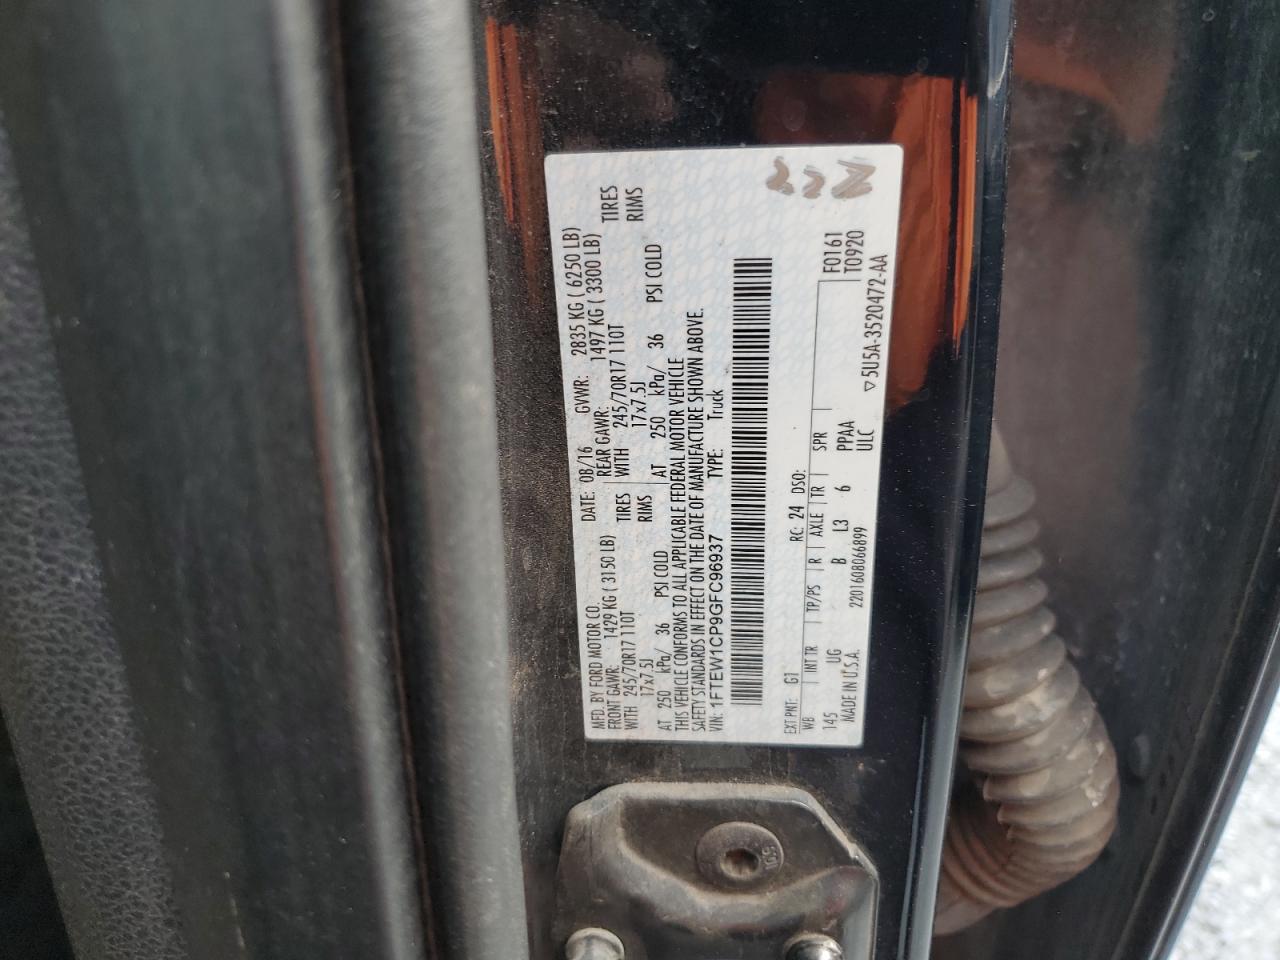 MFD. BY FORD MOTOR CO. DATE: 08/16 GVWR: 2835 KG ( 6250 LB)
FRONT GAWR: 1429 KG ( 3150 LB) REAR GAWR: 1497 KG ( 3300 LB)
WITH 245/70R17 110T TIRES WITH 245/70R17 110T TIRES
17x7.5J RIMS 17x7.5J RIMS
AT 250 kPa/ 36 PSI COLD AT 250 kPa/ 36 PSI COLD
THIS VEHICLE CONFORMS TO ALL APPLICABLE FEDERAL MOTOR VEHICLE
SAFETY STANDARDS IN EFFECT ON THE DATE OF MANUFACTURE SHOWN ABOVE.
VIN: 1FTEW1CP9GFC96937 TYPE: Truck
EXT PNT: G1 RC: 24 DSO:
WB INT TR TP/PS R AXLE TR SPR F0161
145 UG B L3 6 PPAA T0920
ULC
MADE IN U.S.A. 2201608066899 ▽5U5A-3520472-AA